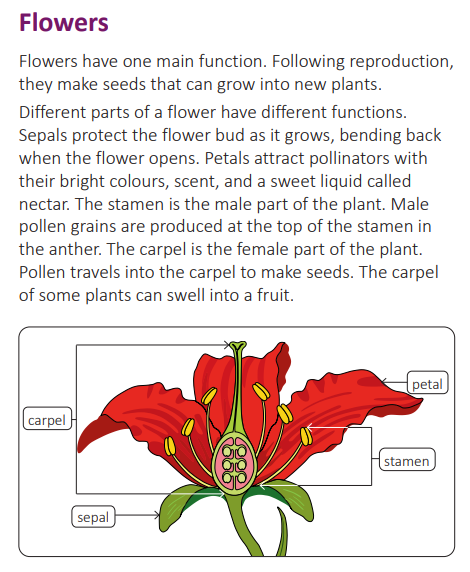 Flowers
Flowers have one main function. Following reproduction,
they make seeds that can grow into new plants.
Different parts of a flower have different functions.
Sepals protect the flower bud as it grows, bending back
when the flower opens. Petals attract pollinators with
their bright colours, scent, and a sweet liquid called
nectar. The stamen is the male part of the plant. Male
pollen grains are produced at the top of the stamen in
the anther. The carpel is the female part of the plant.
Pollen travels into the carpel to make seeds. The carpel
of some plants can swell into a fruit.
petal
carpel
stamen
sepal